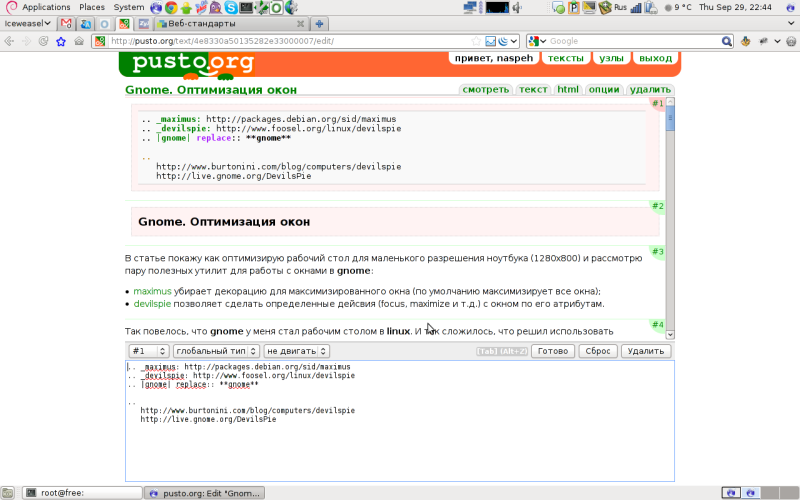 Applications Places System Rus 9 °C Thu Sep 29, 22:44
Iceweasel Веб-стандарты
http://pusto.org/text/4e8330a50135282e33000007/edit/ Google
pusto.org привет, naspeh тексты узлы выход
Gnome. Оптимизация окон смотреть текст html опции удалить
#1
.. _maximus: http://packages.debian.org/sid/maximus
.. _devilspie: http://www.foosel.org/linux/devilspie
.. |gnome| replace:: **gnome**
..
http://www.burtonini.com/blog/computers/devilspie
http://live.gnome.org/DevilsPie
#2
Gnome. Оптимизация окон
#3
В статье покажу как оптимизирую рабочий стол для маленького разрешения ноутбука (1280x800) и рассмотрю
пару полезных утилит для работы с окнами в gnome:
• maximus убирает декорацию для максимизированного окна (по умолчанию максимизирует все окна);
• devilspie позволяет сделать определенные дейсвия (focus, maximize и т.д.) с окном по его атрибутам.
#4
Так повелось, что gnome у меня стал рабочим столом в linux. И так сложилось, что решил использовать
#1 глобальный тип не двигать [Tab] (Alt+Z) Готово Сброс Удалить
.. _maximus: http://packages.debian.org/sid/maximus
.. _devilspie: http://www.foosel.org/linux/devilspie
.. |gnome| replace:: **gnome**
..
http://www.burtonini.com/blog/computers/devilspie
http://live.gnome.org/DevilsPie
root@free: pusto.org: Edit "Gnom...